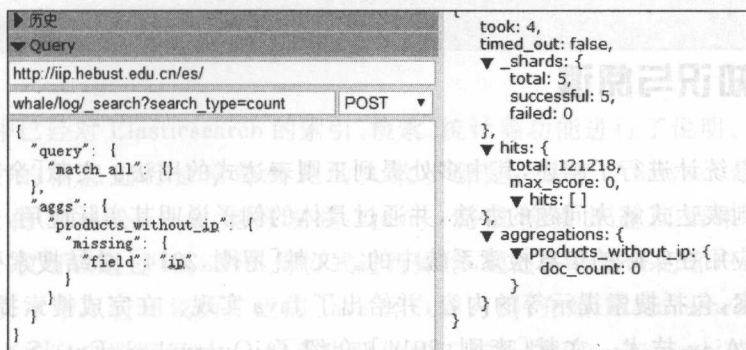 ▶ 历史
▼ Query
http://iip.hebust.edu.cn/es/
whale/log/_search?search_type=count
POST ▼
{
"query": {
"match_all": {}
},
"aggs": {
"products_without_ip": {
"missing": {
"field": "ip"
}
}
}
}
{
took: 4,
timed_out: false,
▼ _shards: {
total: 5,
successful: 5,
failed: 0
},
▼ hits: {
total: 121218,
max_score: 0,
▼ hits: [ ]
},
▼ aggregations: {
▼ products_without_ip: {
doc_count: 0
}
}
}